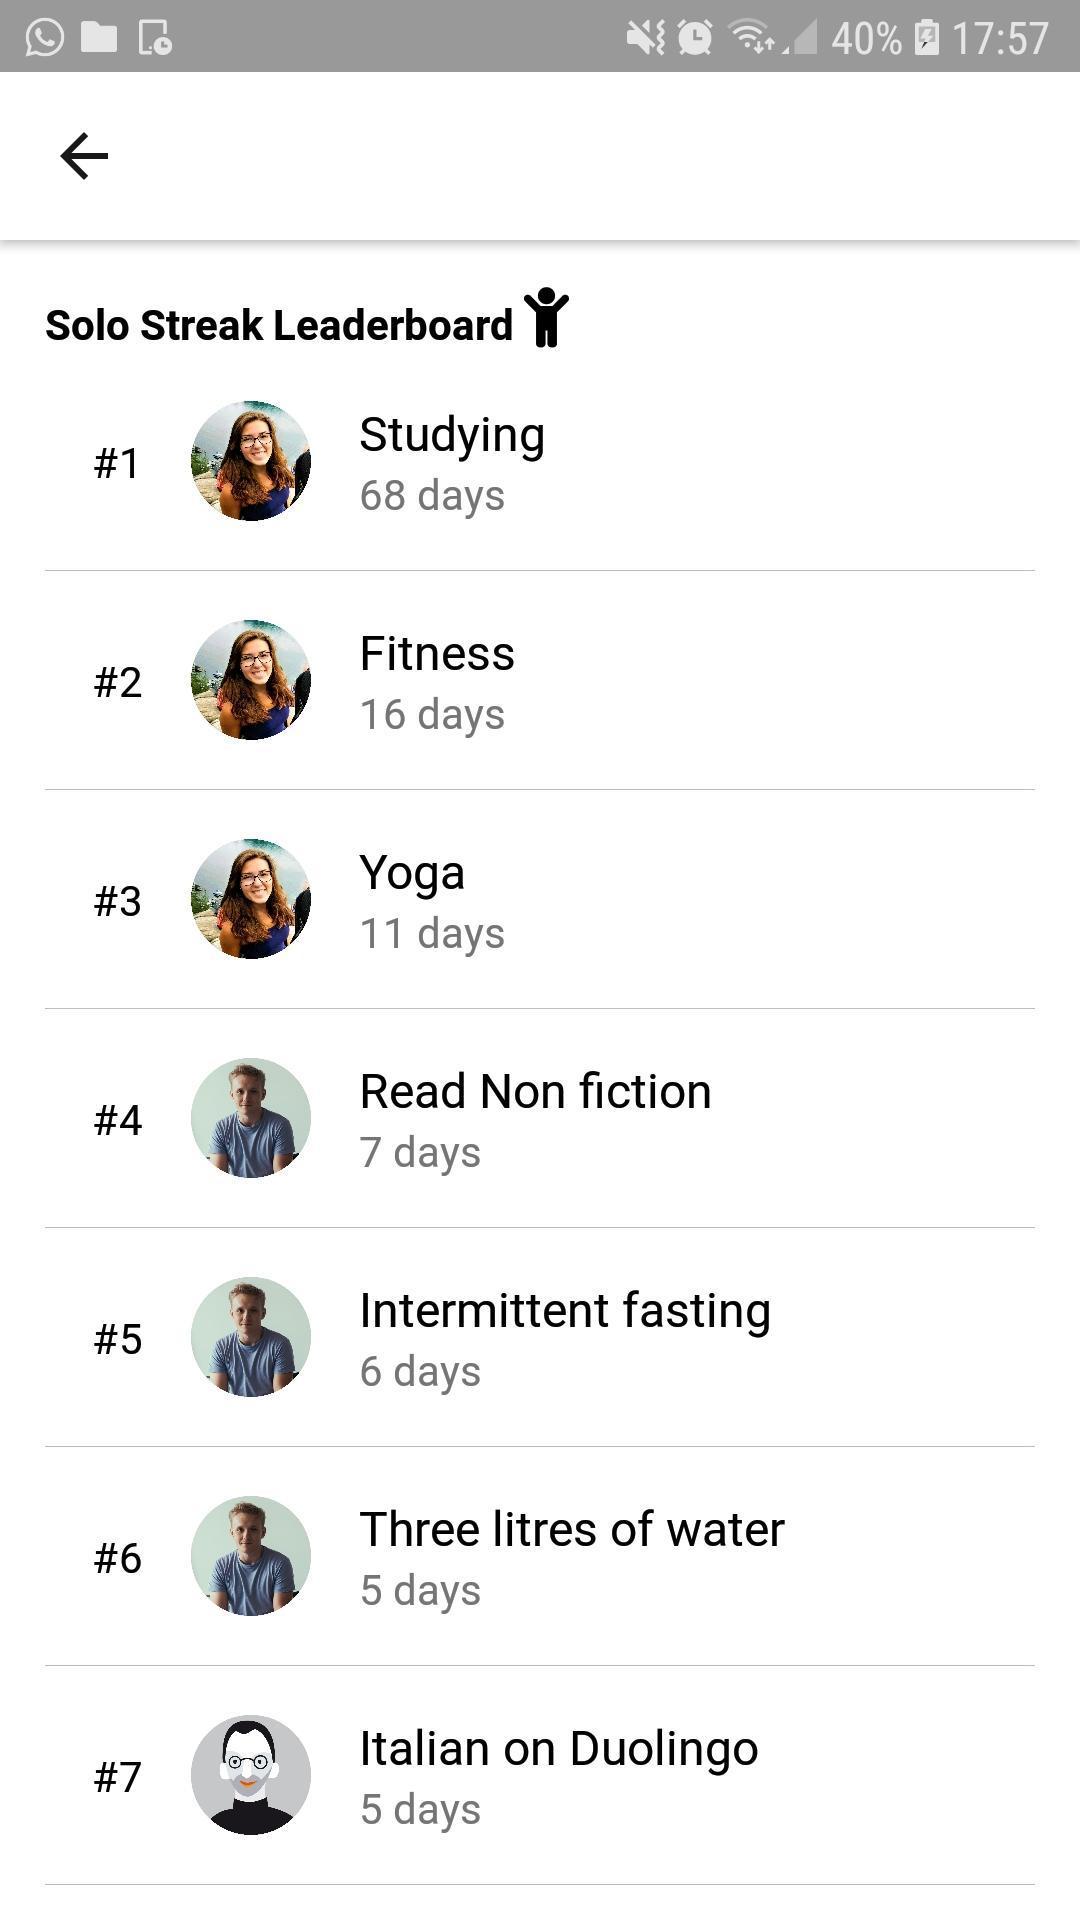 40% 17:57
Solo Streak Leaderboard
#1
Studying
68 days
#2
Fitness
16 days
#3
Yoga
11 days
#4
Read Non fiction
7 days
#5
Intermittent fasting
6 days
#6
Three litres of water
5 days
#7
Italian on Duolingo
5 days